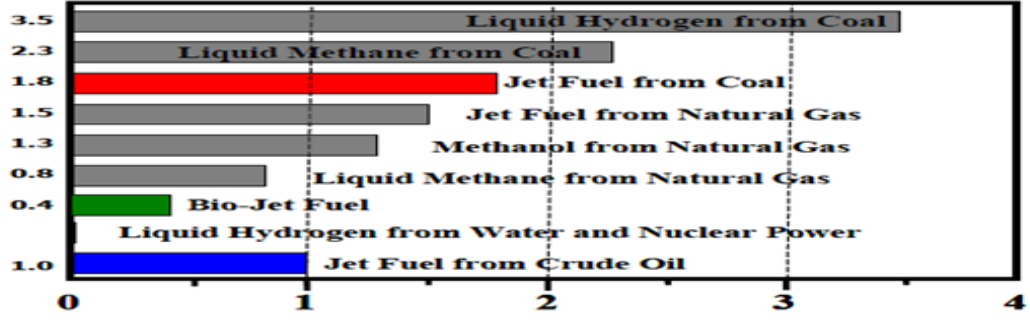 3.5 Liquid Hydrogen from Coal
2.3 Liquid Methane from Coal
1.8 Jet Fuel from Coal
1.5 Jet Fuel from Natural Gas
1.3 Methanol from Natural Gas
0.8 Liquid Methane from Natural Gas
0.4 Bio-Jet Fuel
Liquid Hydrogen from Water and Nuclear Power
1.0 Jet Fuel from Crude Oil
0 1 2 3 4